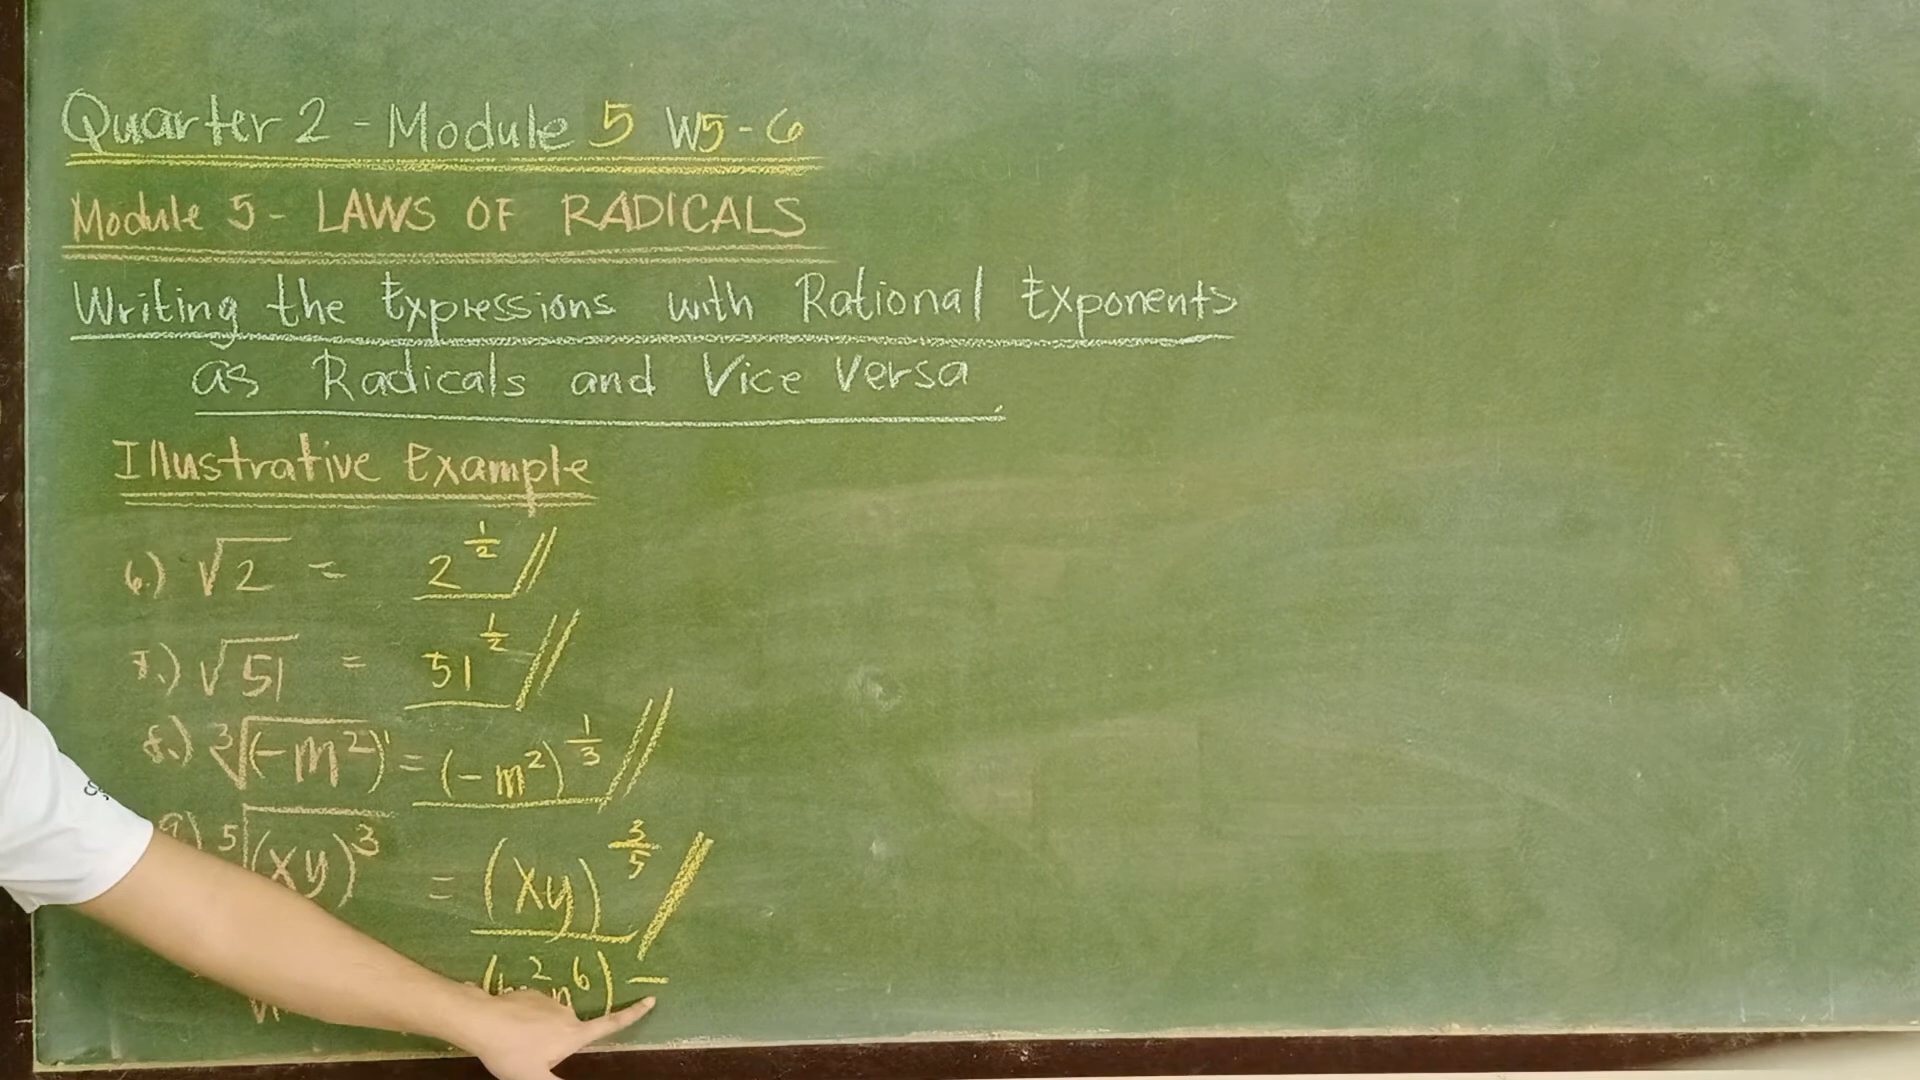 Quarter 2 - Module 5 W5-6
Module 5 - LAWS OF RADICALS
Writing the Expressions with Rational Exponents
as Radicals and Vice Versa
Illustrative Example
6.) √2 = 2^(1/2) //
7.) √51 = 51^(1/2) //
8.) ³√(-m²)¹ = (-m²)^(1/3) //
9.) ⁵√(xy)³ = (xy)^(3/5) //